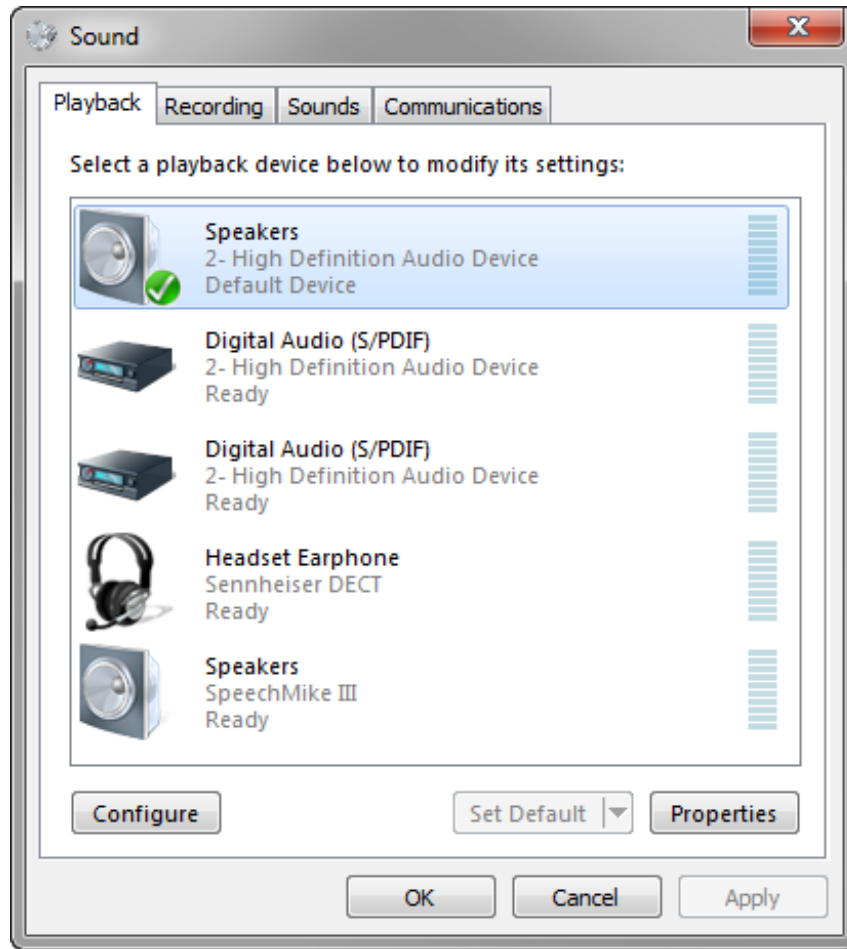 Sound
Playback Recording Sounds Communications
Select a playback device below to modify its settings:
Speakers
2- High Definition Audio Device
Default Device
Digital Audio (S/PDIF)
2- High Definition Audio Device
Ready
Digital Audio (S/PDIF)
2- High Definition Audio Device
Ready
Headset Earphone
Sennheiser DECT
Ready
Speakers
SpeechMike III
Ready
Configure Set Default Properties
OK Cancel Apply